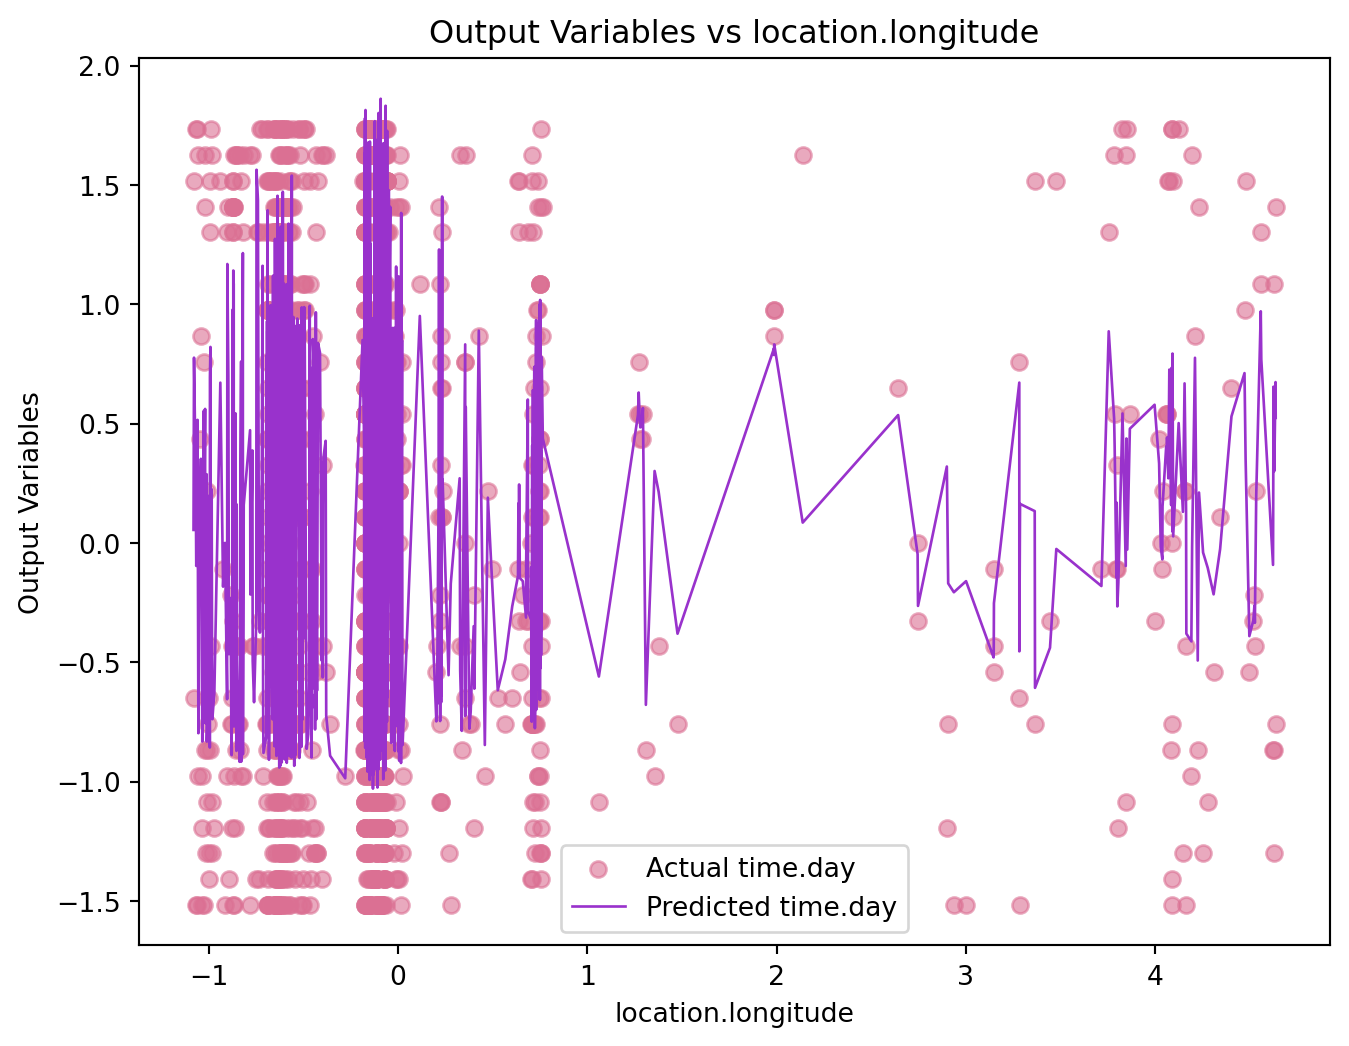 Output Variables vs location.longitude
2.0
1.5
1.0
0.5
0.0
−0.5
−1.0
−1.5
Output Variables
Actual time.day
Predicted time.day
−1
0
1
2
3
4
location.longitude